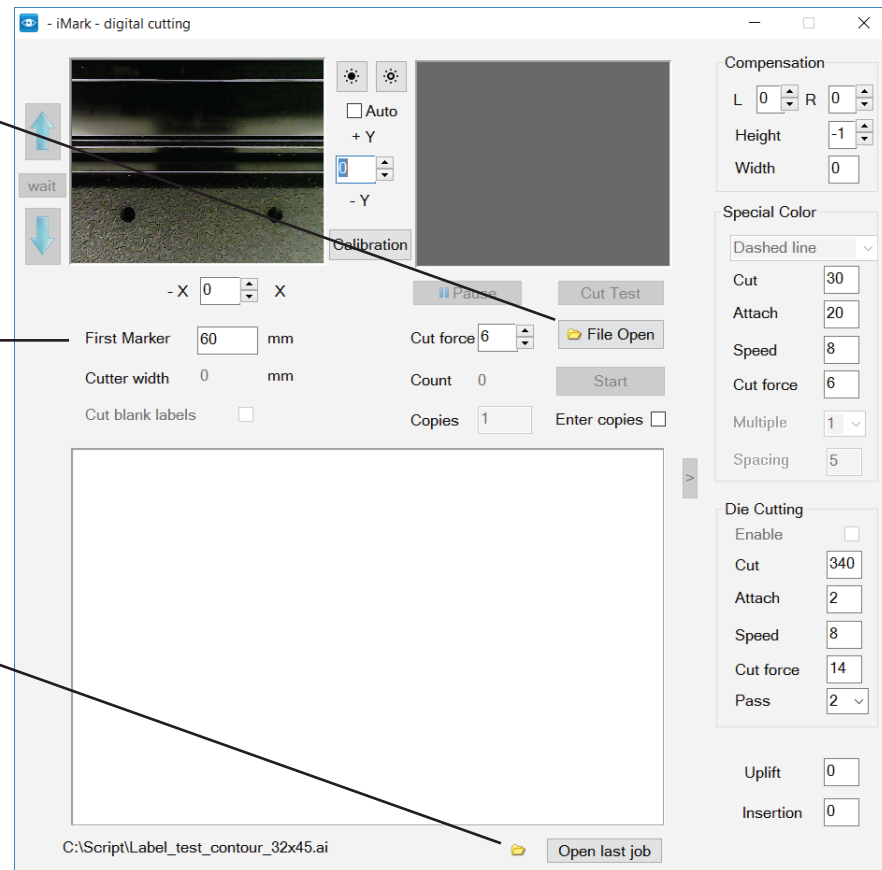 - iMark - digital cutting
Auto
+ Y
0
- Y
wait
Calibration
- X 0 X
Pause Cut Test
First Marker 60 mm
Cut force 6 File Open
Cutter width 0 mm
Count 0 Start
Cut blank labels
Copies 1 Enter copies
>
C:\Script\Label_test_contour_32x45.ai
Open last job
Compensation
L 0 R 0
Height -1
Width 0
Special Color
Dashed line
Cut 30
Attach 20
Speed 8
Cut force 6
Multiple 1
Spacing 5
Die Cutting
Enable
Cut 340
Attach 2
Speed 8
Cut force 14
Pass 2
Uplift 0
Insertion 0